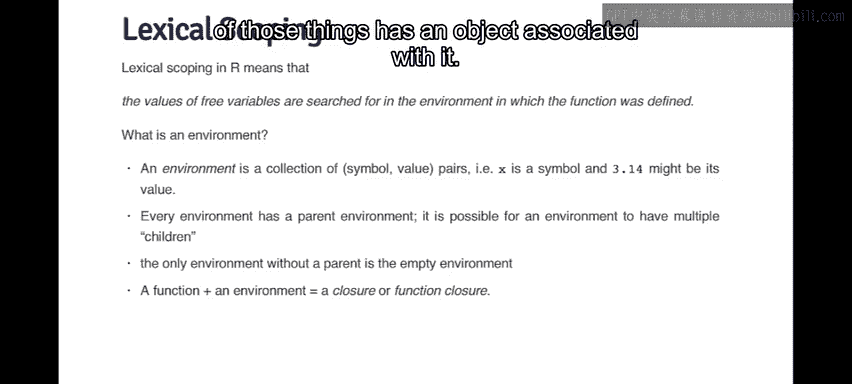 Lexical Scoping
of those things has an object associated
with it.
Lexical scoping in R means that
the values of free variables are searched for in the environment in which the function was defined.
What is an environment?
· An environment is a collection of (symbol, value) pairs, i.e. x is a symbol and 3.14 might be its
value.
· Every environment has a parent environment; it is possible for an environment to have multiple
“children”
· the only environment without a parent is the empty environment
· A function + an environment = a closure or function closure.